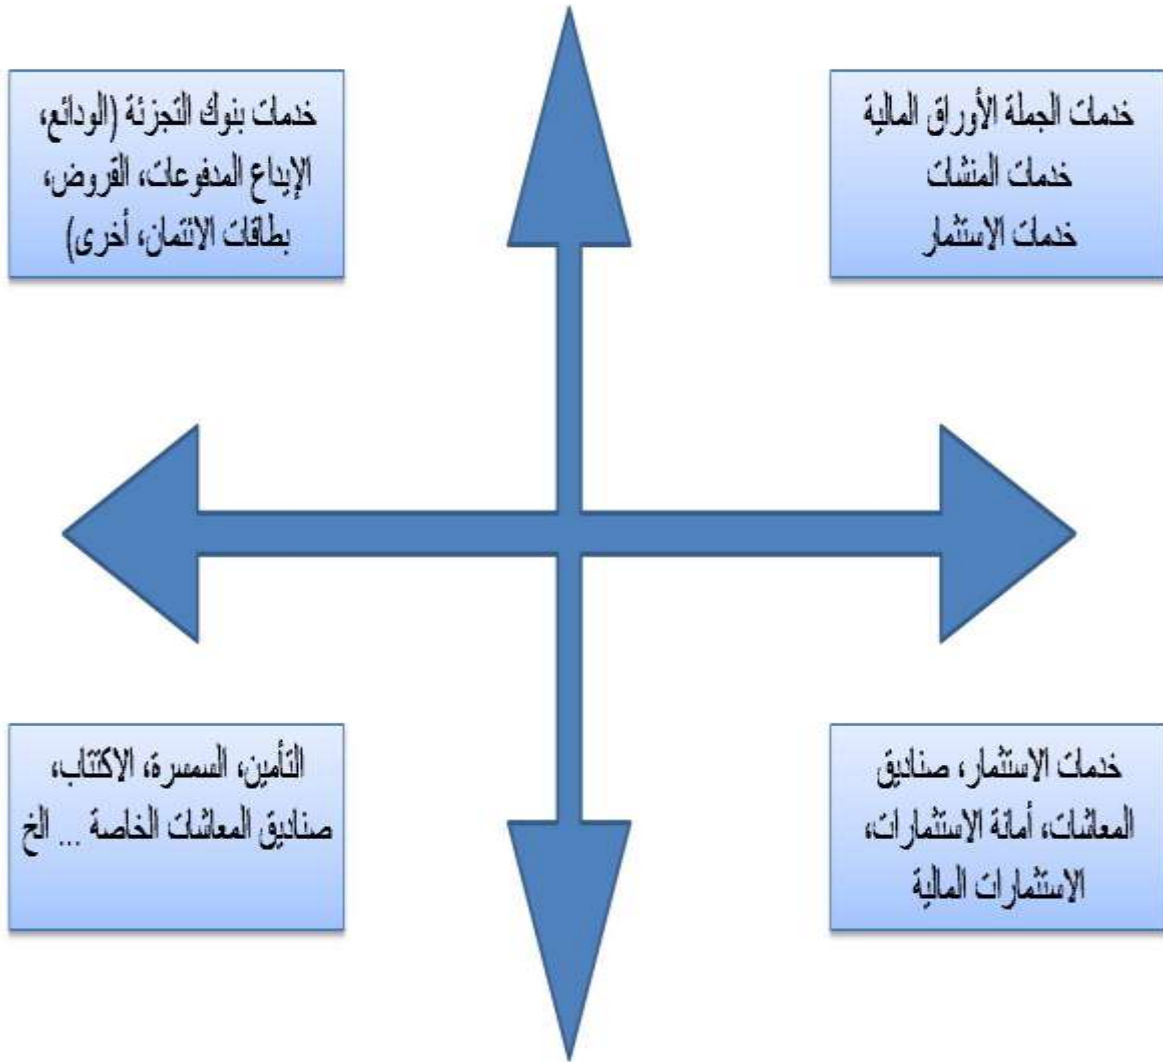 خدمات الجملة الأوراق المالية
خدمات المنشات
خدمات الاستثمار
خدمات بنوك التجزئة (الودائع،
الإيداع المدفوعات، القروض،
بطاقات الائتمان، أخرى)
خدمات الاستثمار، صناديق
المعاشات، أمانة الاستثمارات،
الاستثمارات المالية
التأمين، السمسرة، الاكتتاب،
صناديق المعاشات الخاصة ... الخ